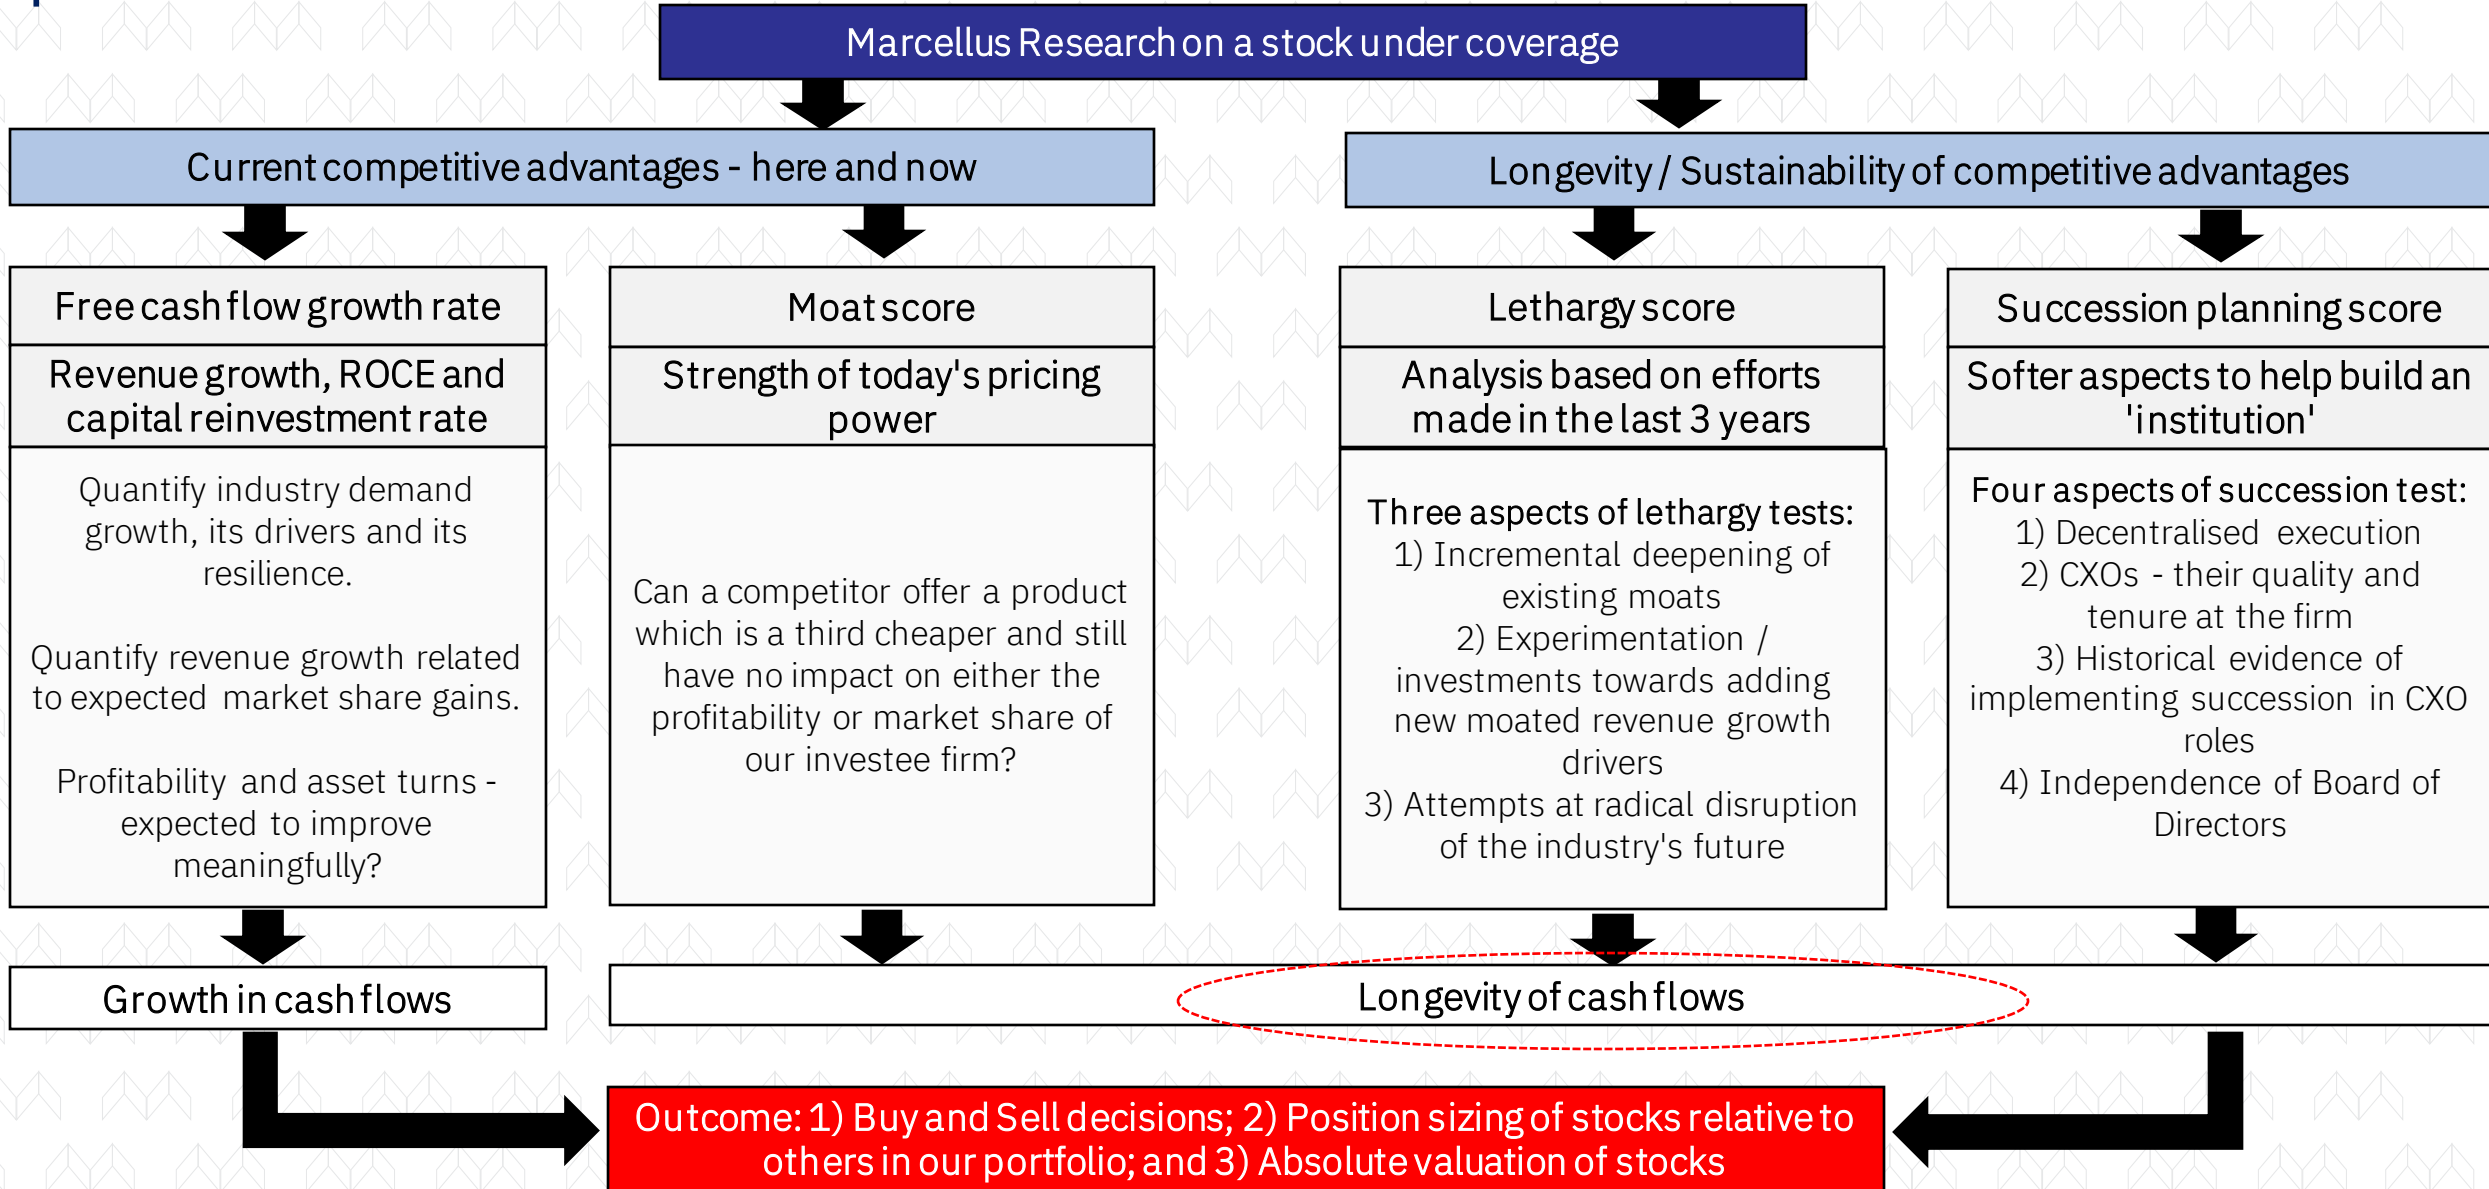 Marcellus Research on a stock under coverage
Current competitive advantages - here and now
Longevity / Sustainability of competitive advantages
Free cash flow growth rate
Revenue growth, ROCE and
capital reinvestment rate
Quantify industry demand
growth, its drivers and its
resilience.
Quantify revenue growth related
to expected market share gains.
Profitability and asset turns -
expected to improve
meaningfully?
Moat score
Strength of today's pricing
power
Can a competitor offer a product
which is a third cheaper and still
have no impact on either the
profitability or market share of
our investee firm?
Lethargy score
Analysis based on efforts
made in the last 3 years
Three aspects of lethargy tests:
1) Incremental deepening of
existing moats
2) Experimentation /
investments towards adding
new moated revenue growth
drivers
3) Attempts at radical disruption
of the industry's future
Succession planning score
Softer aspects to help build an
'institution'
Four aspects of succession test:
1) Decentralised execution
2) CXOs - their quality and
tenure at the firm
3) Historical evidence of
implementing succession in CXO
roles
4) Independence of Board of
Directors
Growth in cash flows
Longevity of cash flows
Outcome: 1) Buy and Sell decisions; 2) Position sizing of stocks relative to
others in our portfolio; and 3) Absolute valuation of stocks